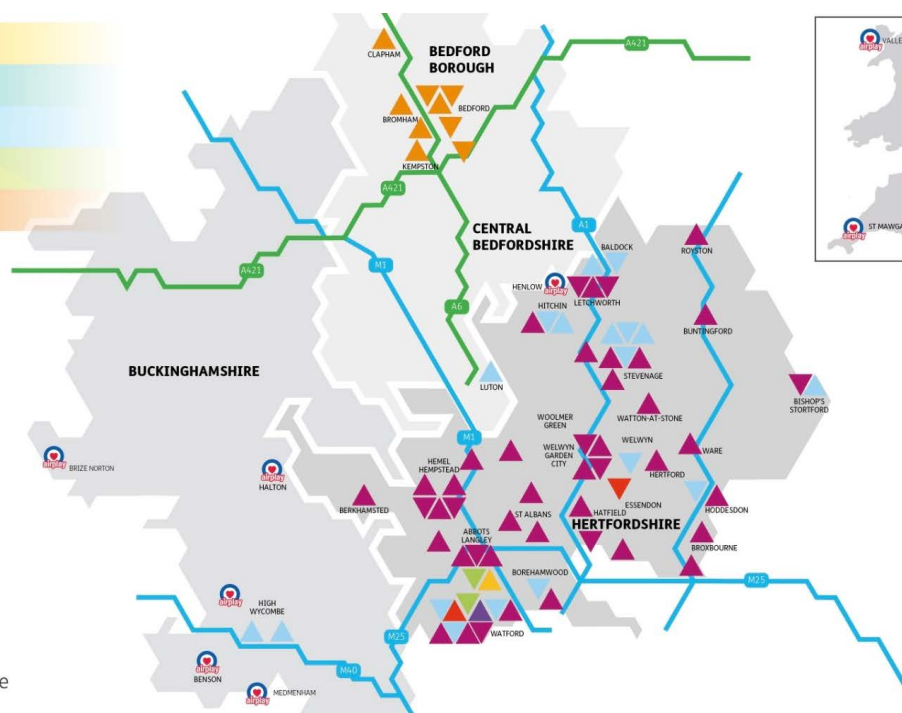 CLAPHAM
BEDFORD
BOROUGH
A421
airplay
VALLE
BROMHAM
BEDFORD
KEMPSTON
A421
CENTRAL
BEDFORDSHIRE
A1
airplay
ST MAWGA
A421
M1
BALDOCK
ROYSTON
HENLOW
airplay
A6
HITCHIN
LETCHWORTH
BUNTINGFORD
BUCKINGHAMSHIRE
LUTON
STEVENAGE
BISHOP'S
STORTFORD
WATTON-AT-STONE
WOOLMER
GREEN
M1
WELWYN
GARDEN
CITY
WELWYN
WARE
airplay
BRIZE NORTON
airplay
HALTON
HEMEL
HEMPSTEAD
HERTFORD
BERKHAMSTED
ESSENDON
HODDESDON
ST ALBANS
HATFIELD
HERTFORDSHIRE
ABBOTS
LANGLEY
BROXBOURNE
BOREHAMWOOD
M25
airplay
HIGH
WYCOMBE
M25
WATFORD
airplay
BENSON
M40
airplay
MEDMENHAM
e